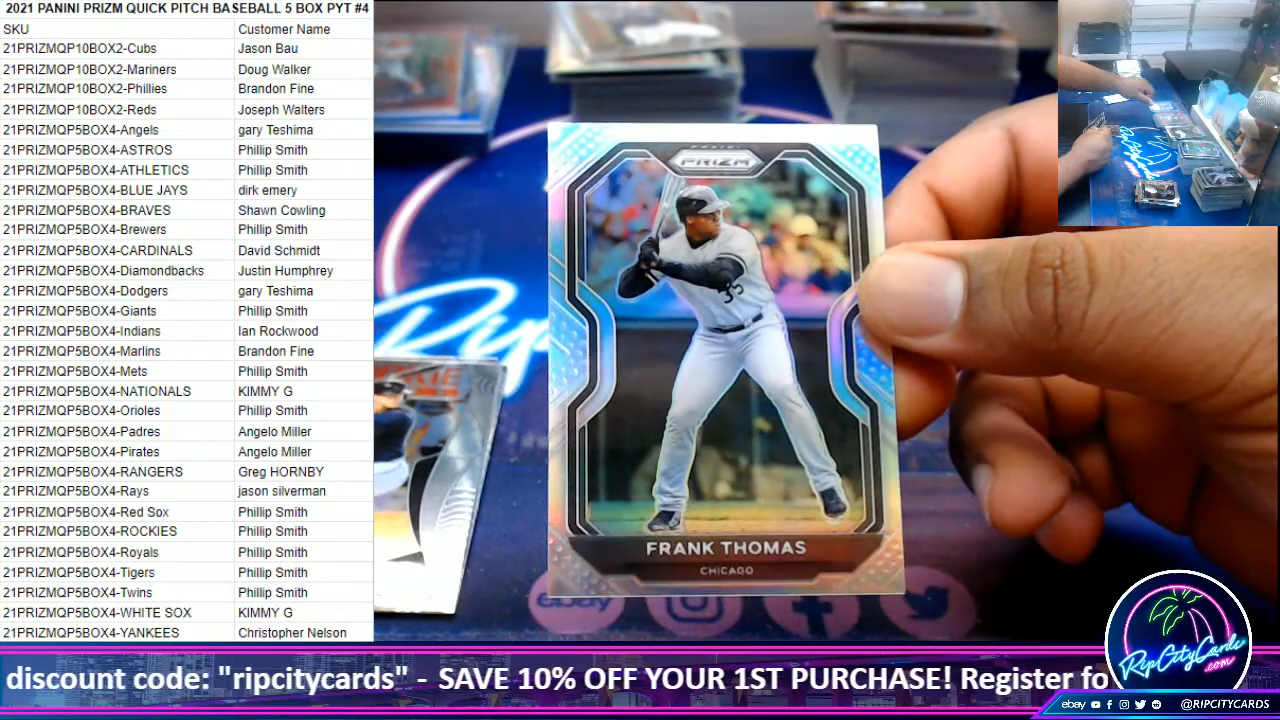 2021 PANINI PRIZM QUICK PITCH BASEBALL 5 BOX PYT #4
SKU Customer Name
21PRIZMQP10BOX2-Cubs Jason Bau
21PRIZMQP10BOX2-Mariners Doug Walker
21PRIZMQP10BOX2-Phillies Brandon Fine
21PRIZMQP10BOX2-Reds Joseph Walters
21PRIZMQP5BOX4-Angels gary Teshima
21PRIZMQP5BOX4-ASTROS Phillip Smith
21PRIZMQP5BOX4-ATHLETICS Phillip Smith
21PRIZMQP5BOX4-BLUE JAYS dirk emery
21PRIZMQP5BOX4-BRAVES Shawn Cowling
21PRIZMQP5BOX4-Brewers Phillip Smith
21PRIZMQP5BOX4-CARDINALS David Schmidt
21PRIZMQP5BOX4-Diamondbacks Justin Humphrey
21PRIZMQP5BOX4-Dodgers gary Teshima
21PRIZMQP5BOX4-Giants Phillip Smith
21PRIZMQP5BOX4-Indians Ian Rockwood
21PRIZMQP5BOX4-Marlins Brandon Fine
21PRIZMQP5BOX4-Mets Phillip Smith
21PRIZMQP5BOX4-NATIONALS KIMMY G
21PRIZMQP5BOX4-Orioles Phillip Smith
21PRIZMQP5BOX4-Padres Angelo Miller
21PRIZMQP5BOX4-Pirates Angelo Miller
21PRIZMQP5BOX4-RANGERS Greg HORNBY
21PRIZMQP5BOX4-Rays jason silverman
21PRIZMQP5BOX4-Red Sox Phillip Smith
21PRIZMQP5BOX4-ROCKIES Phillip Smith
21PRIZMQP5BOX4-Royals Phillip Smith
21PRIZMQP5BOX4-Tigers Phillip Smith
21PRIZMQP5BOX4-Twins Phillip Smith
21PRIZMQP5BOX4-WHITE SOX KIMMY G
21PRIZMQP5BOX4-YANKEES Christopher Nelson
PANINI
PRIZM
35
FRANK THOMAS
CHICAGO
Rip
ebay
discount code: "ripcitycards" - SAVE 10% OFF YOUR 1ST PURCHASE! Register fo
RipCityCards
.com
ebay @RIPCITYCARDS